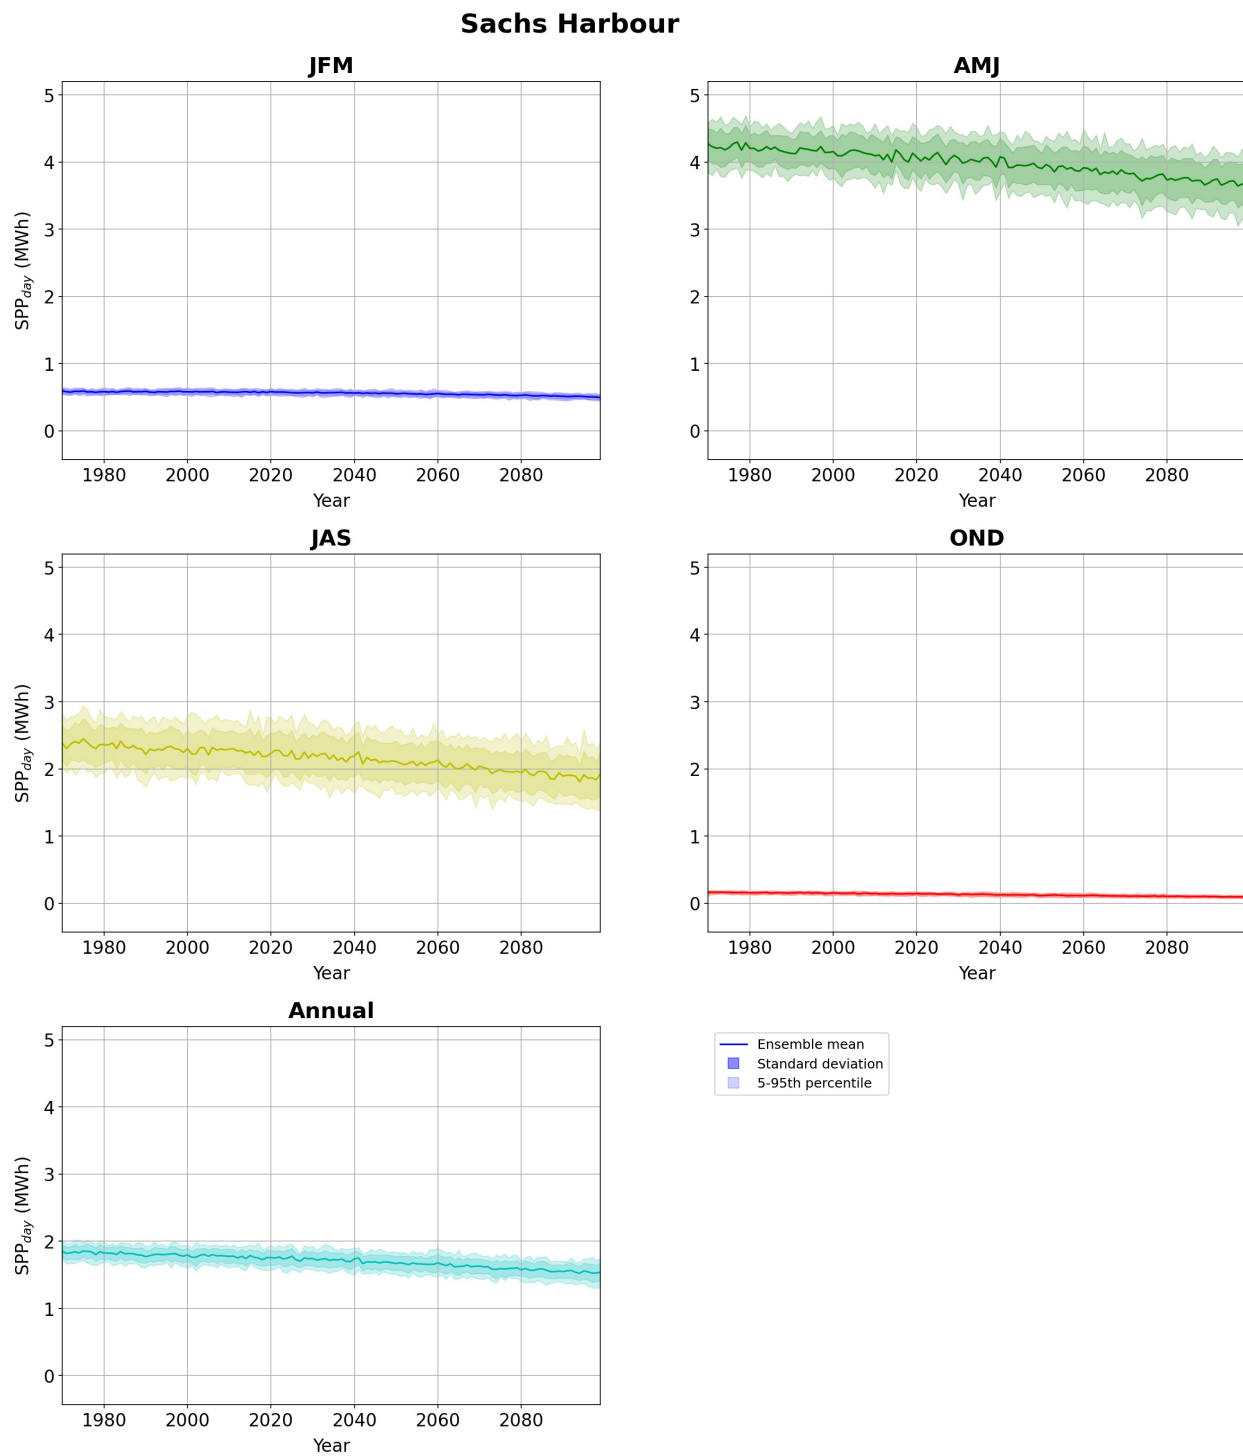 Sachs Harbour
JFM
5
4
3
2
1
0
SPP_day (MWh)
1980 2000 2020 2040 2060 2080
Year
AMJ
5
4
3
2
1
0
1980 2000 2020 2040 2060 2080
Year
JAS
5
4
3
2
1
0
SPP_day (MWh)
1980 2000 2020 2040 2060 2080
Year
OND
5
4
3
2
1
0
1980 2000 2020 2040 2060 2080
Year
Annual
5
4
3
2
1
0
SPP_day (MWh)
1980 2000 2020 2040 2060 2080
Year
Ensemble mean
Standard deviation
5-95th percentile